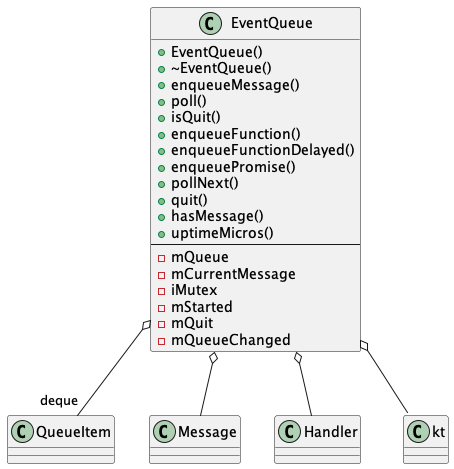 C EventQueue
EventQueue()
~EventQueue()
enqueueMessage()
poll()
isQuit()
enqueueFunction()
enqueueFunctionDelayed()
enqueuePromise()
pollNext()
quit()
hasMessage()
uptimeMicros()
mQueue
mCurrentMessage
iMutex
mStarted
mQuit
mQueueChanged
deque
C QueueItem
C Message
C Handler
C kt